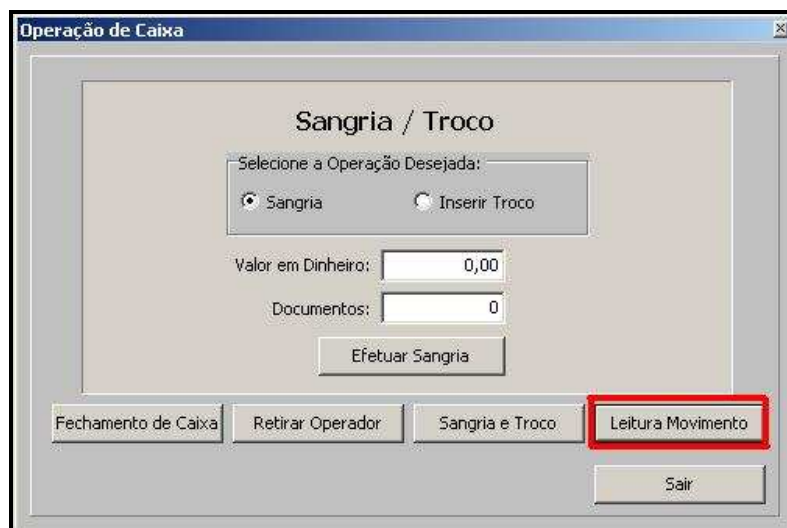 Operação de Caixa
Sangria / Troco
Selecione a Operação Desejada:
Sangria Inserir Troco
Valor em Dinheiro: 0,00
Documentos: 0
Efetuar Sangria
Fechamento de Caixa Retirar Operador Sangria e Troco Leitura Movimento
Sair